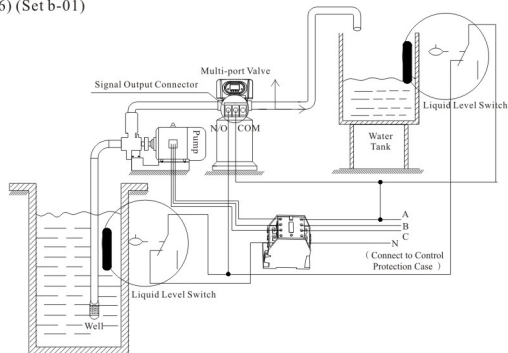 6) (Set b-01)
Multi-port Valve
Signal Output Connector
Liquid Level Switch
N/O COM
Pump
Water
Tank
A
B
C
N
( Connect to Control
Protection Case )
Liquid Level Switch
Well